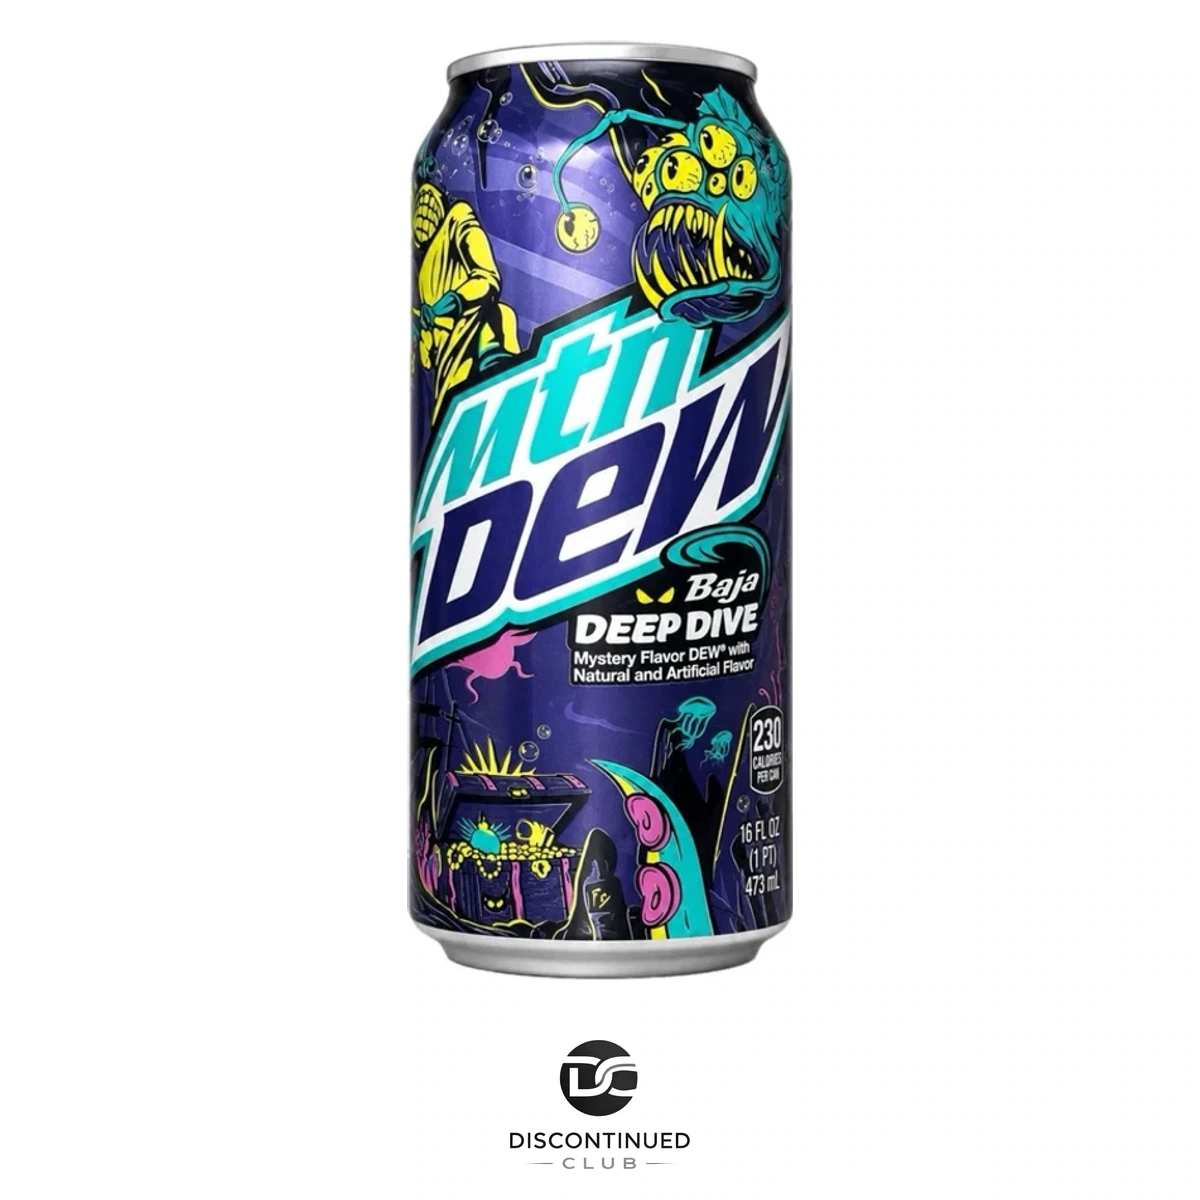 Mtn
Dew
Baja
DEEP DIVE
Mystery Flavor DEW® with
Natural and Artificial Flavor
230
CALORIES
PER CAN
16 FL OZ
(1 PT)
473 mL
DC
DISCONTINUED
CLUB